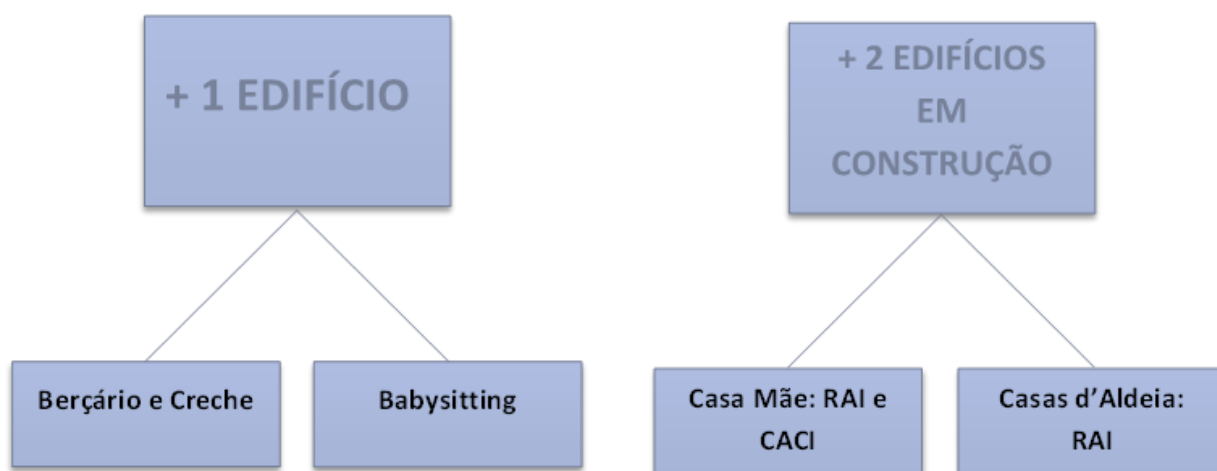 + 1 EDIFÍCIO
+ 2 EDIFÍCIOS
EM
CONSTRUÇÃO
Berçário e Creche
Babysitting
Casa Mãe: RAI e
CACI
Casas d’Aldeia:
RAI